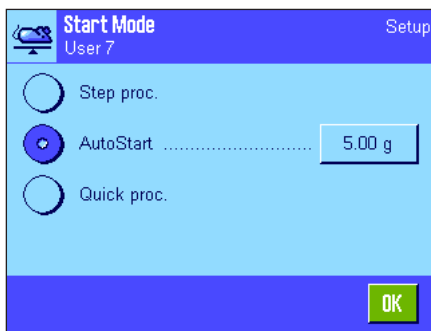 Start Mode
Setup
User 7
Step proc.
AutoStart ............................ 5.00 g
Quick proc.
OK